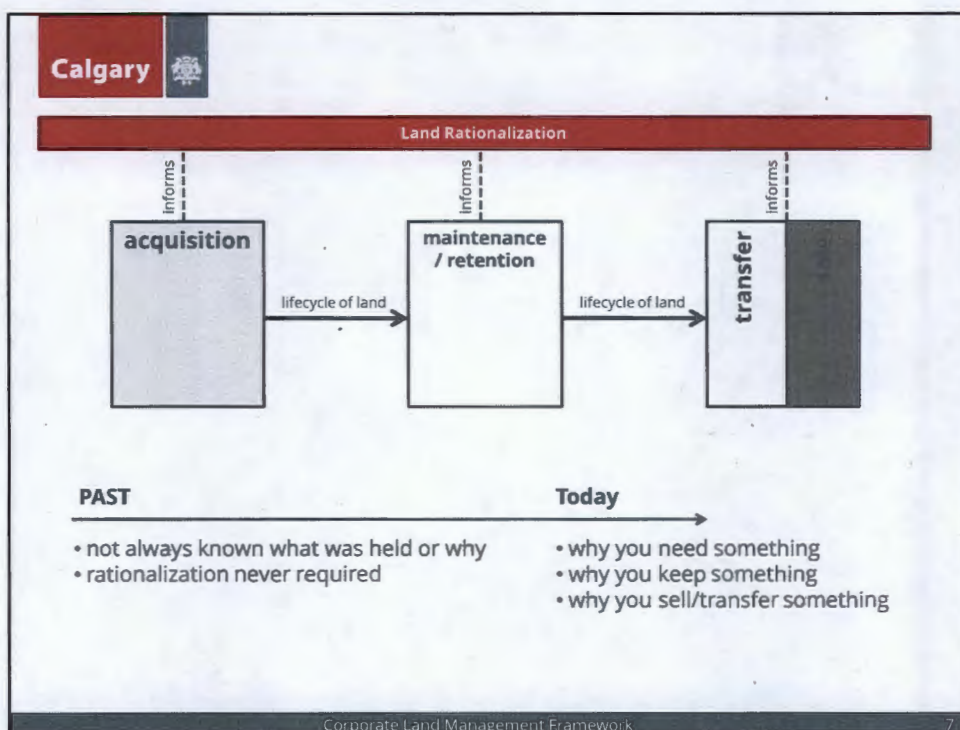 Calgary
Land Rationalization
informs
informs
informs
acquisition
maintenance
/ retention
transfer
lifecycle of land
lifecycle of land
PAST
Today
• not always known what was held or why
• rationalization never required
• why you need something
• why you keep something
• why you sell/transfer something
Corporate Land Management Framework
7